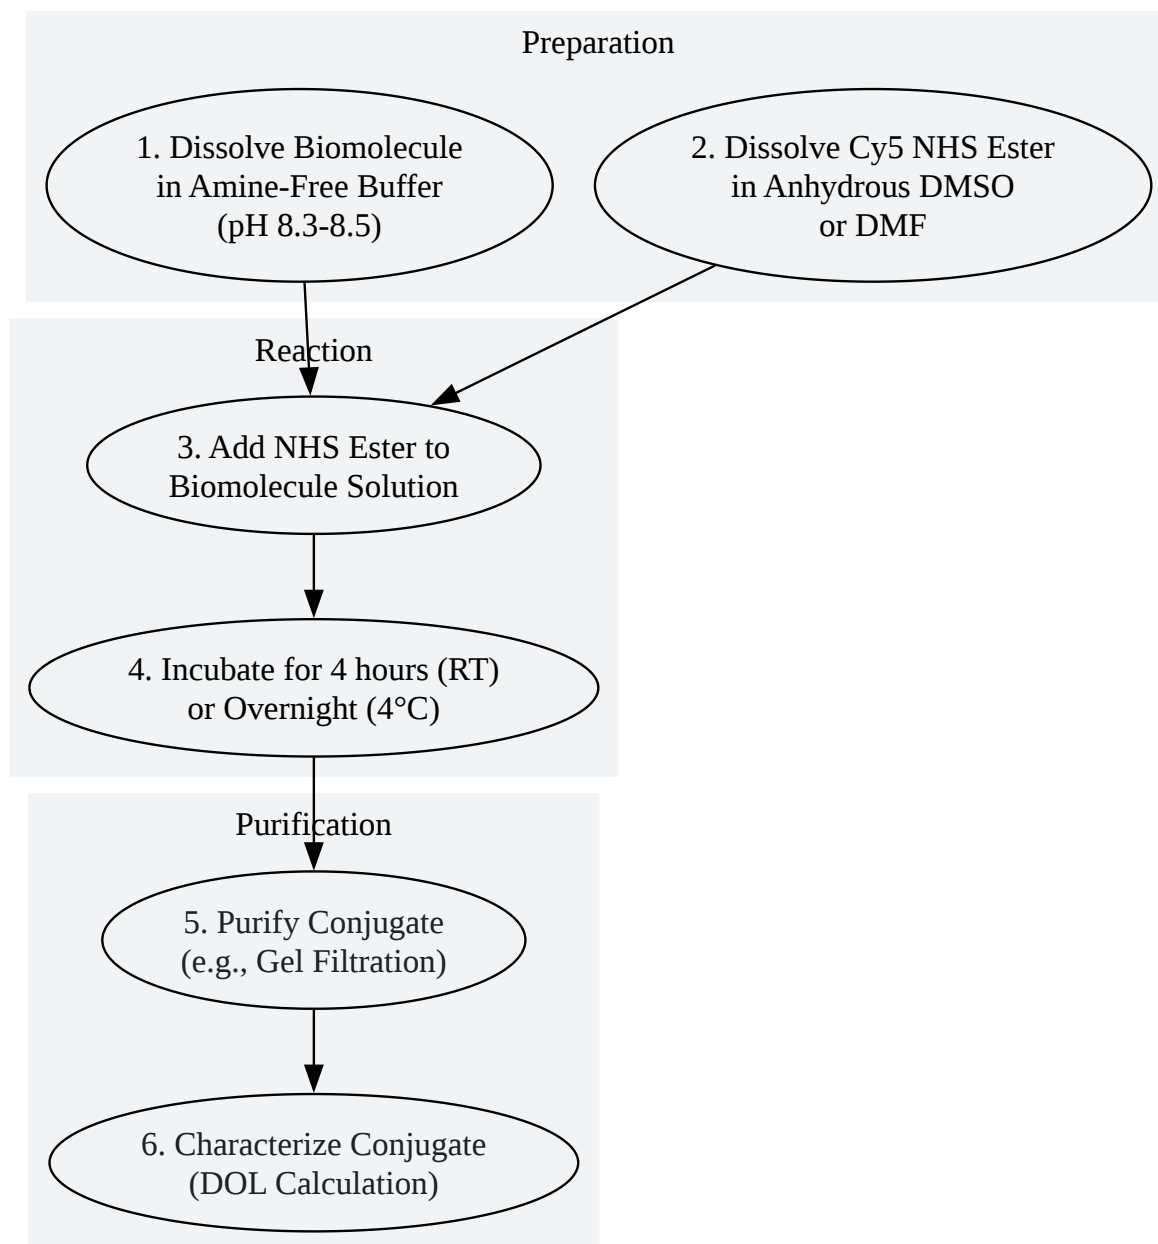 Preparation
1. Dissolve Biomolecule
in Amine-Free Buffer
(pH 8.3-8.5)
2. Dissolve Cy5 NHS Ester
in Anhydrous DMSO
or DMF
Reaction
3. Add NHS Ester to
Biomolecule Solution
4. Incubate for 4 hours (RT)
or Overnight (4°C)
Purification
5. Purify Conjugate
(e.g., Gel Filtration)
6. Characterize Conjugate
(DOL Calculation)